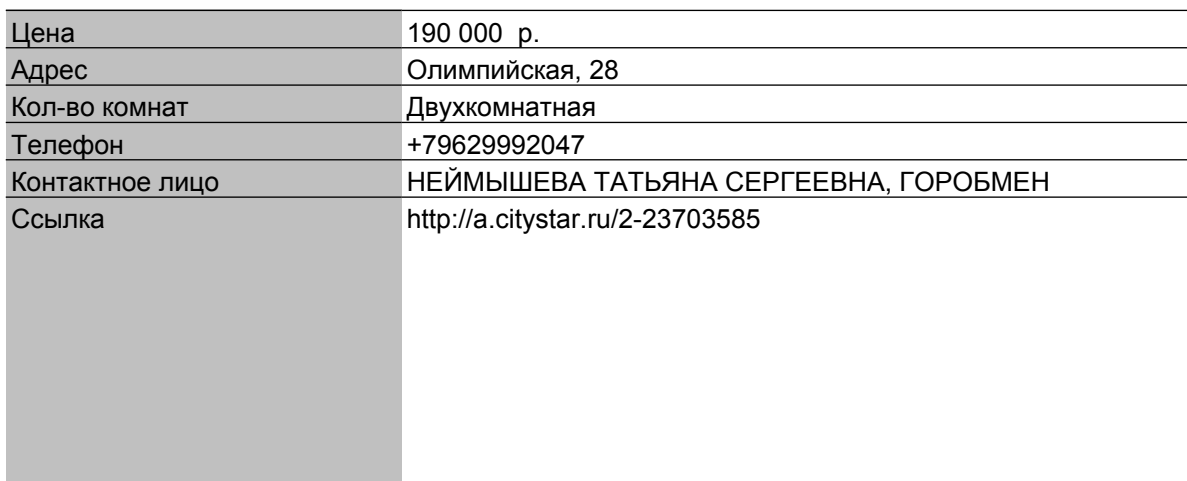 Цена 190 000 р.
Адрес Олимпийская, 28
Кол-во комнат Двухкомнатная
Телефон +79629992047
Контактное лицо НЕЙМЫШЕВА ТАТЬЯНА СЕРГЕЕВНА, ГОРОБМЕН
Ссылка http://a.citystar.ru/2-23703585